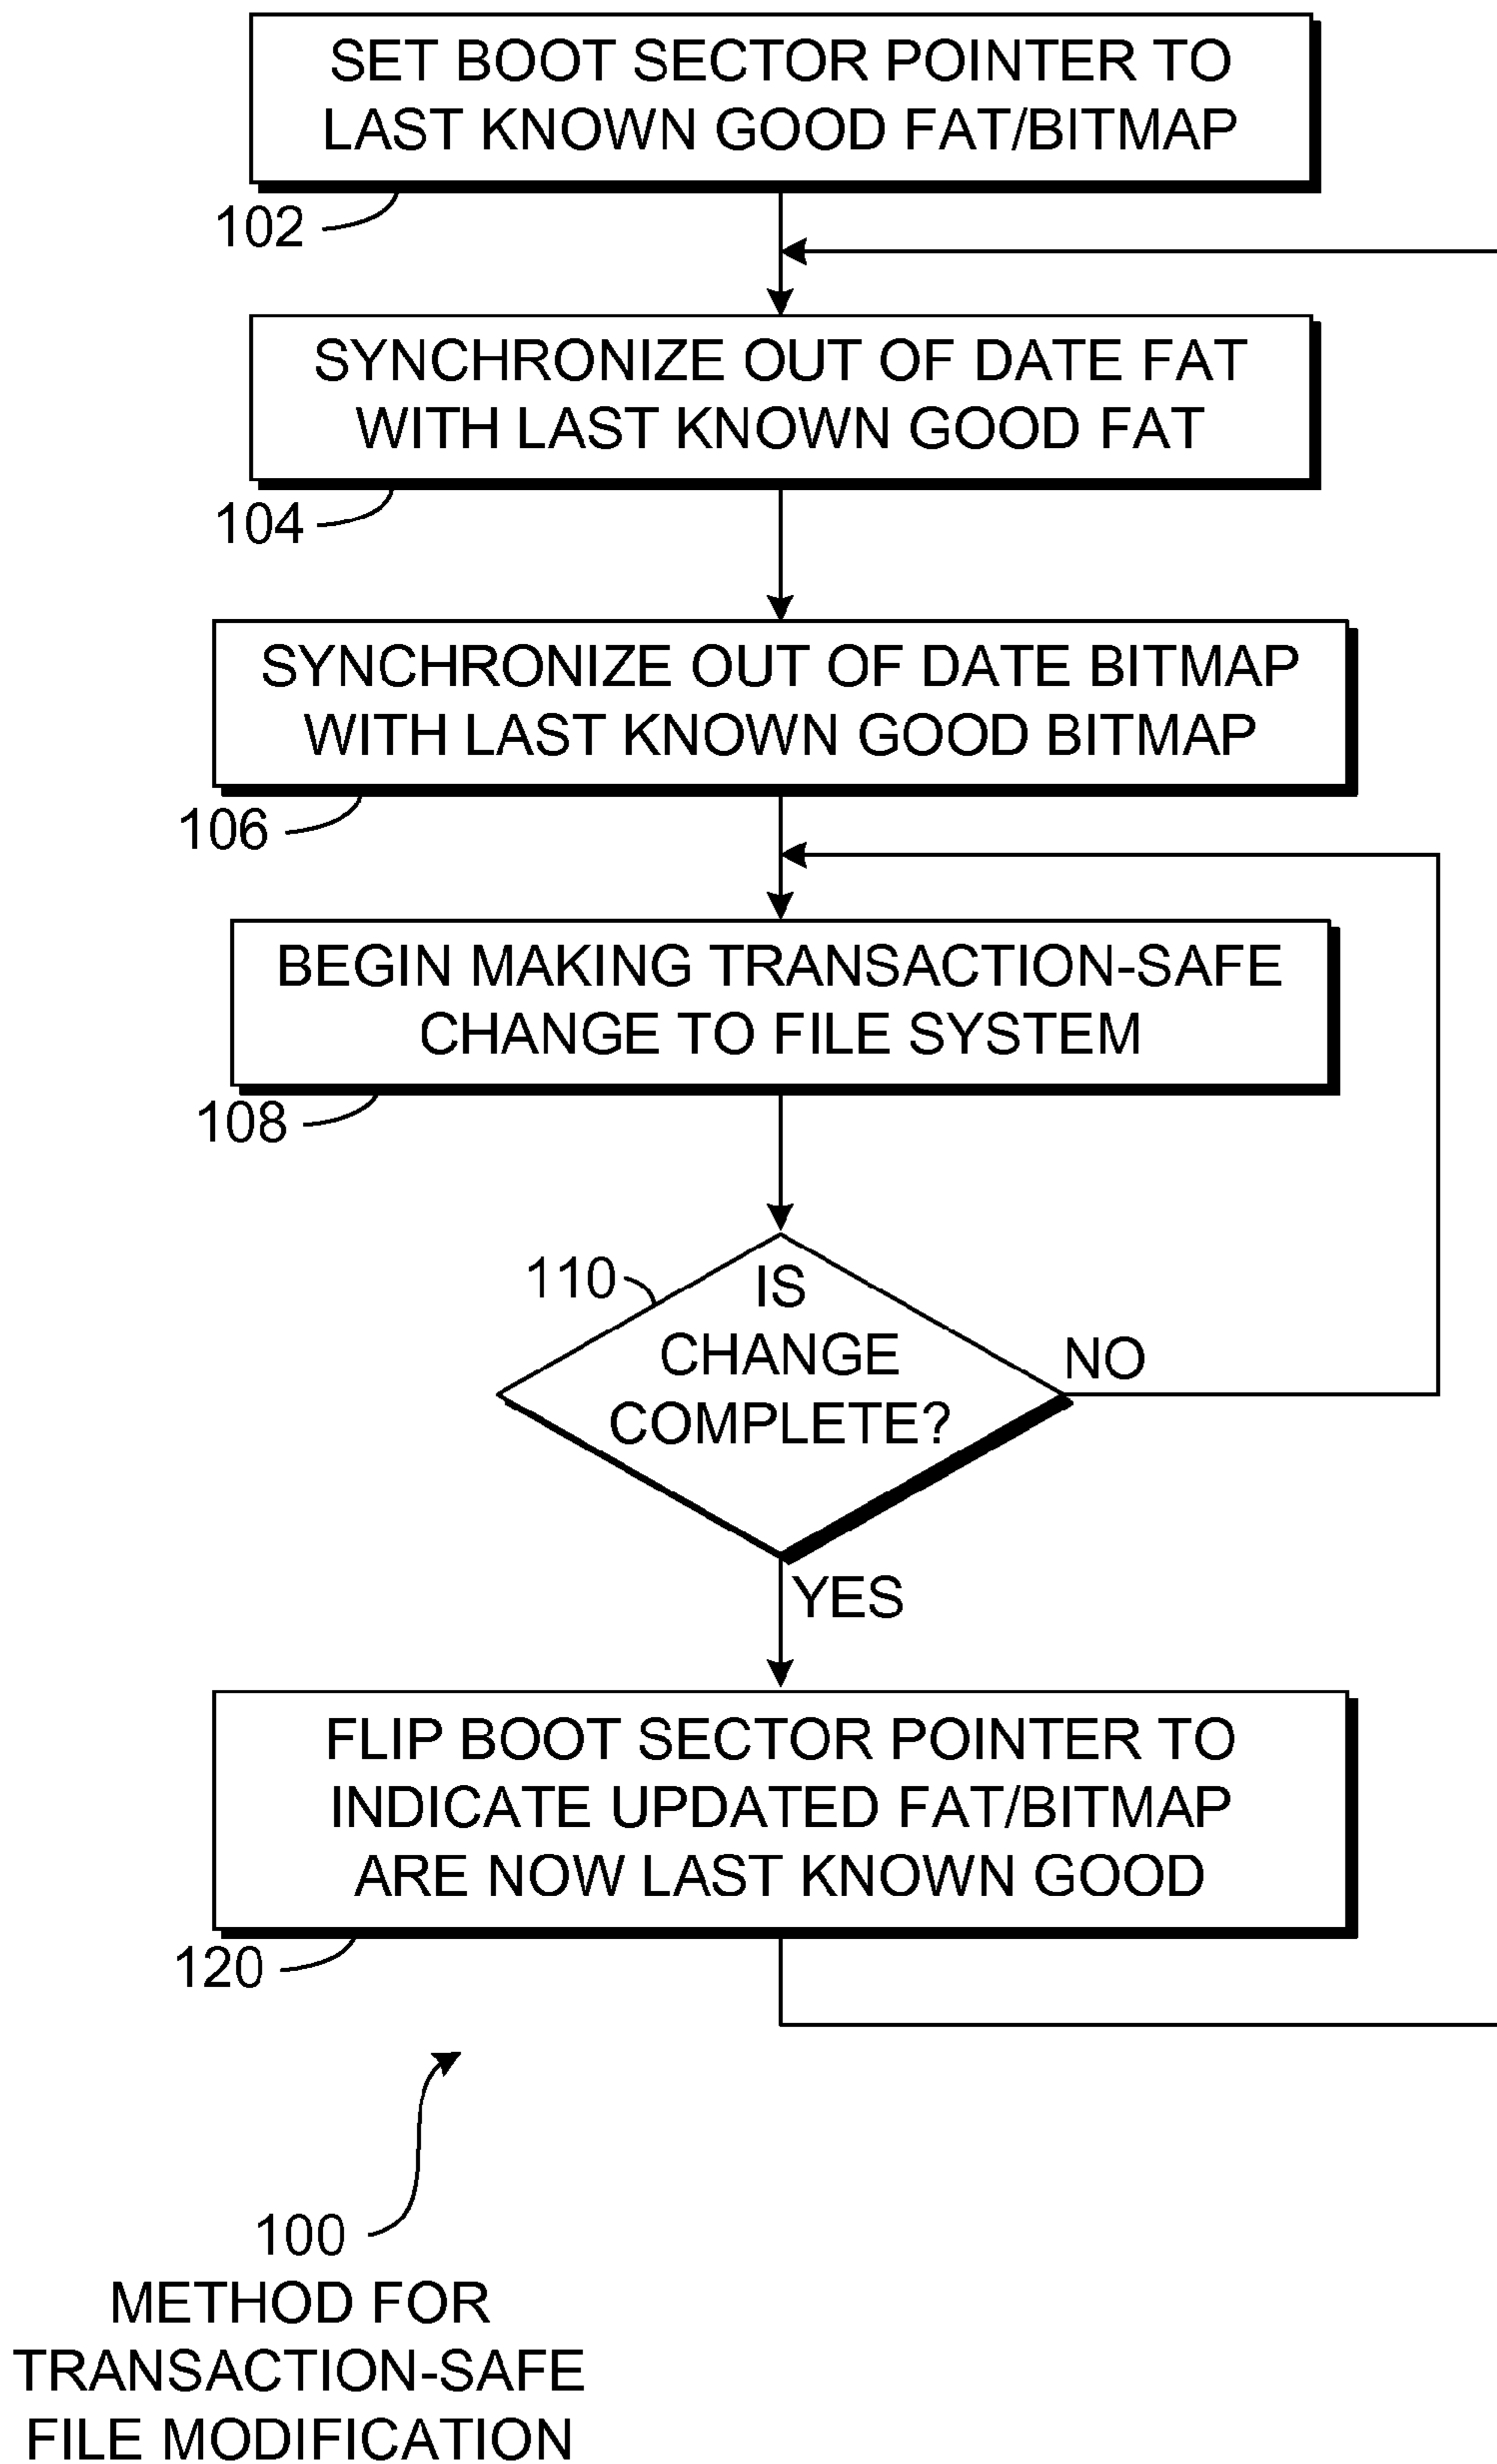 SET BOOT SECTOR POINTER TO
LAST KNOWN GOOD FAT/BITMAP
102
SYNCHRONIZE OUT OF DATE FAT
WITH LAST KNOWN GOOD FAT
104
SYNCHRONIZE OUT OF DATE BITMAP
WITH LAST KNOWN GOOD BITMAP
106
BEGIN MAKING TRANSACTION-SAFE
CHANGE TO FILE SYSTEM
108
110
IS
CHANGE
COMPLETE?
NO
YES
FLIP BOOT SECTOR POINTER TO
INDICATE UPDATED FAT/BITMAP
ARE NOW LAST KNOWN GOOD
120
100
METHOD FOR
TRANSACTION-SAFE
FILE MODIFICATION